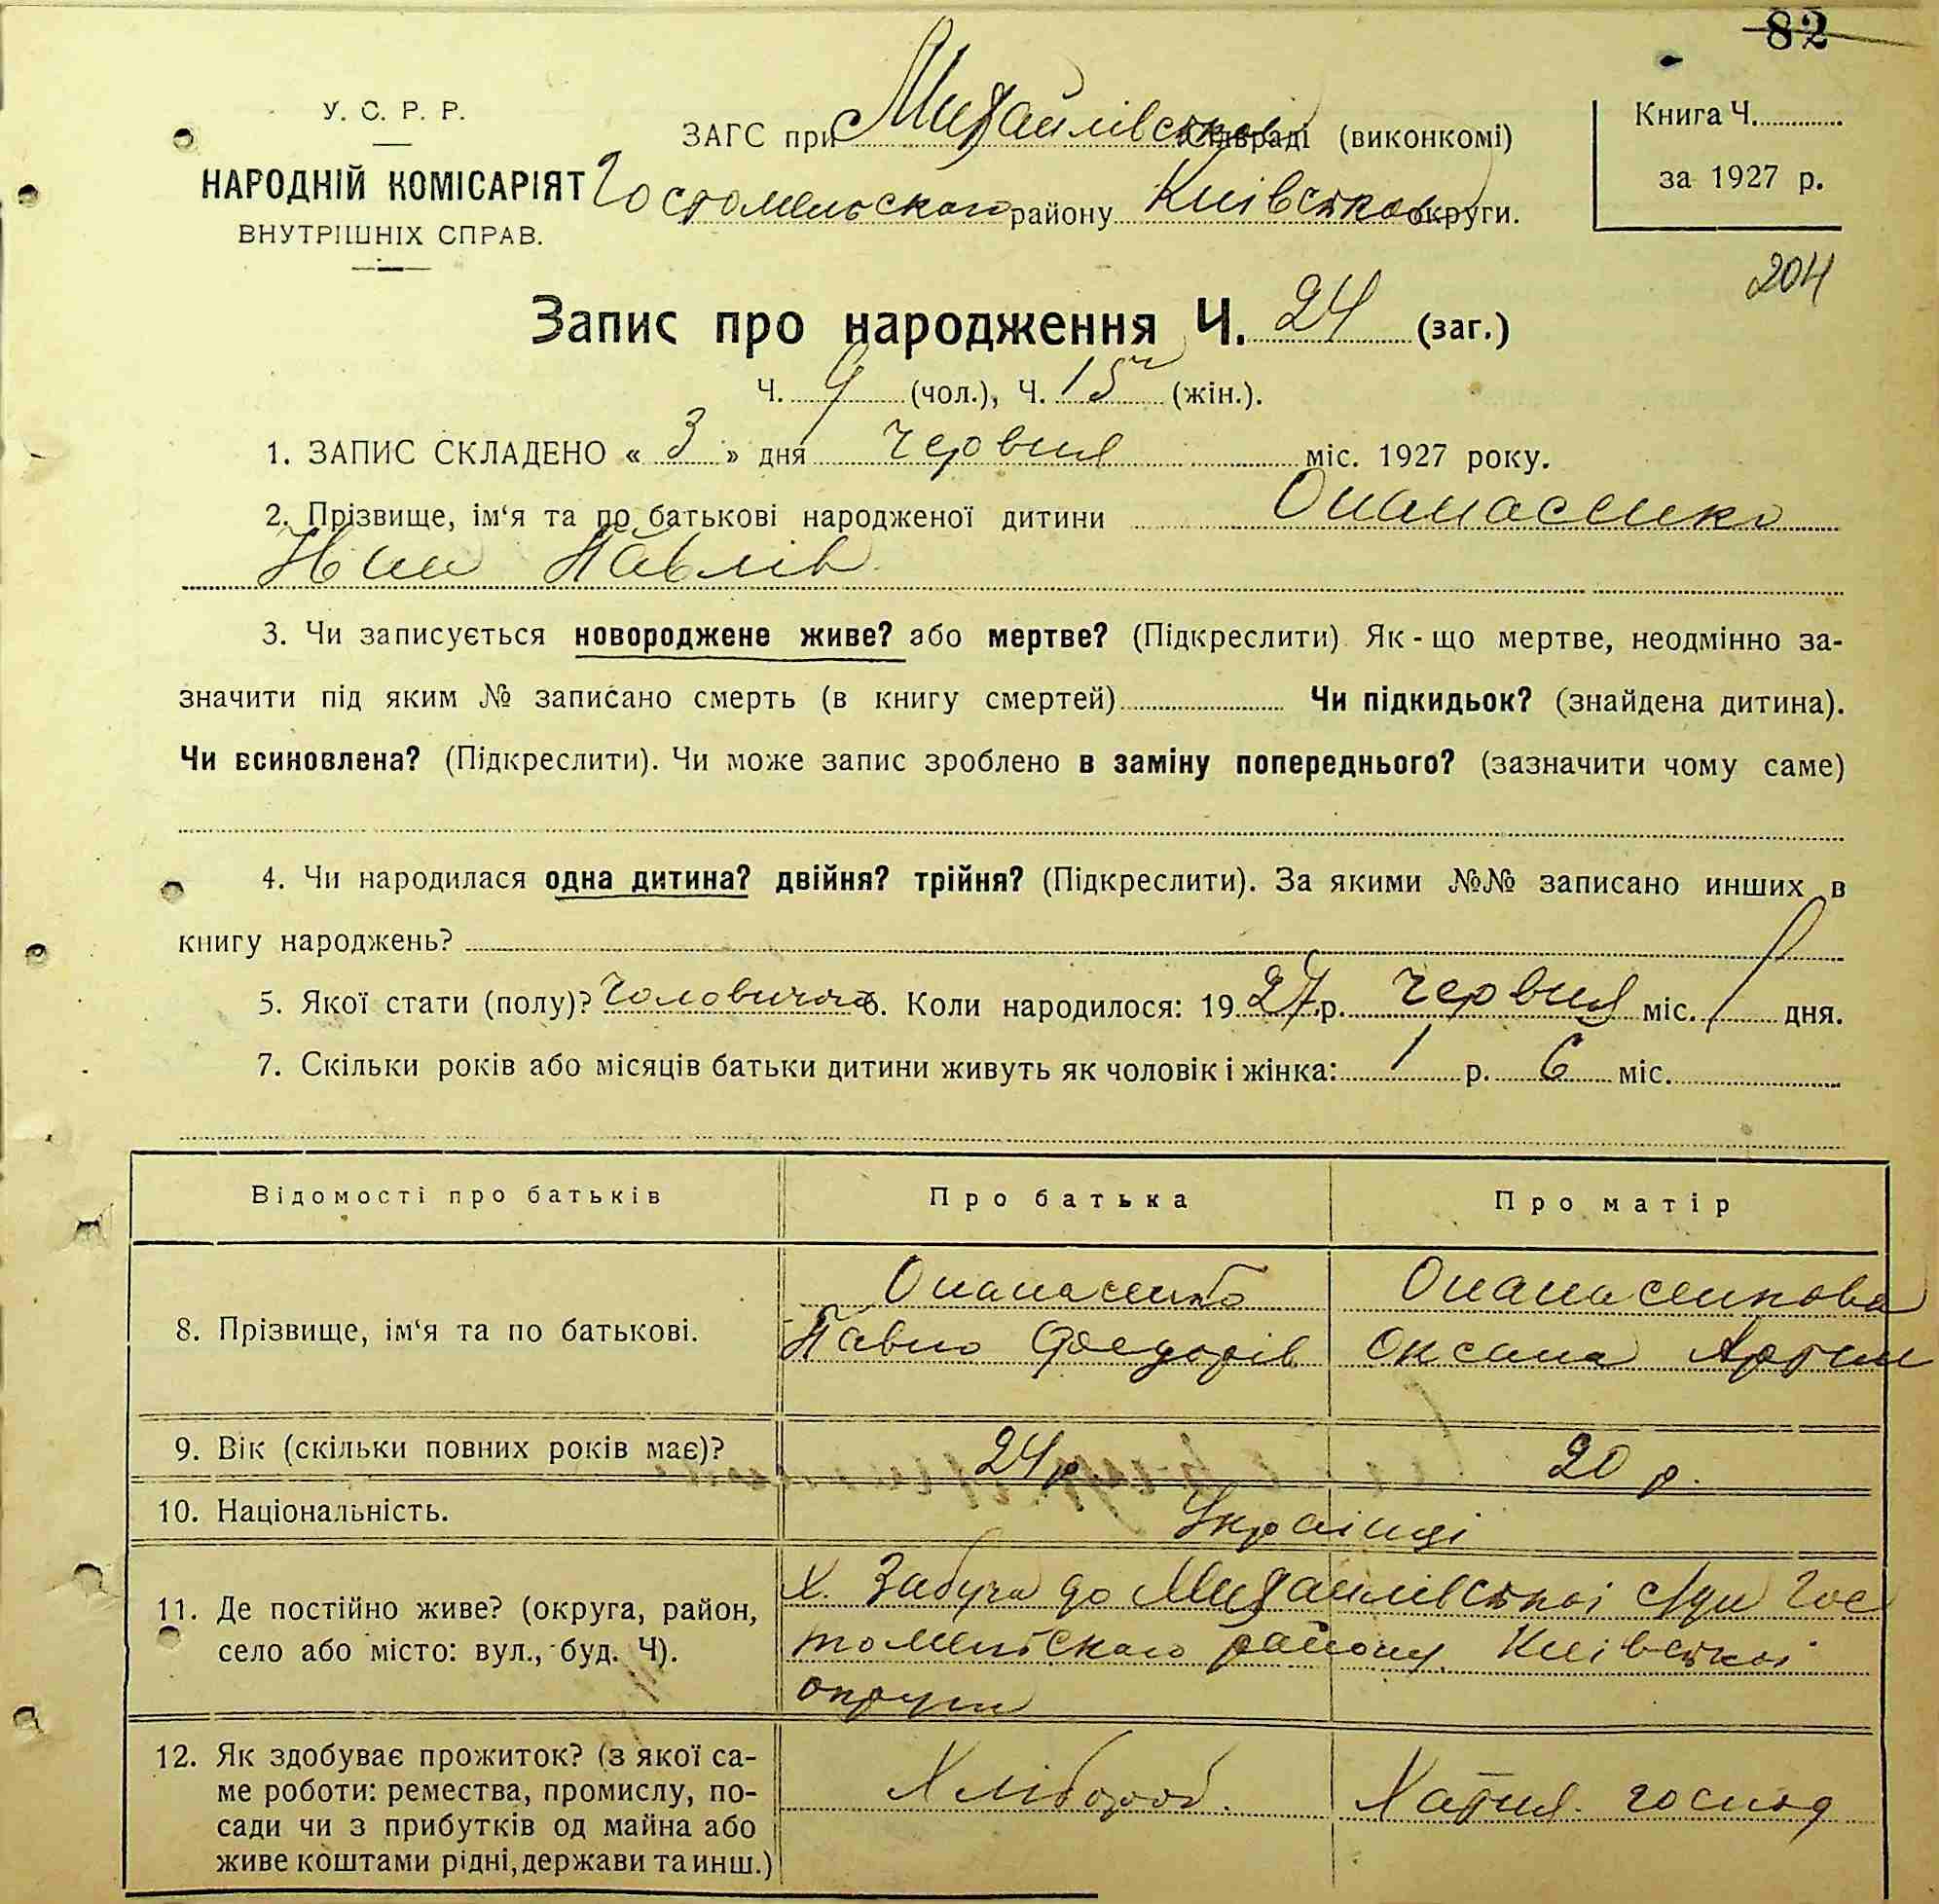 82
У. С. Р. Р.
НАРОДНІЙ КОМІСАРІЯТ
ВНУТРІШНІХ СПРАВ.
ЗАГС при Михайлівской сільраді (виконкомі)
Гостомельського району Київської округи.
Книга Ч.
за 1927 р.
204
Запис про народження Ч. 24 (заг.)
Ч. 9 (чол.), Ч. 15 (жін.).
1. ЗАПИС СКЛАДЕНО « 3 » дня червня міс. 1927 року.
2. Прізвище, ім‘я та по батькові народженої дитини Опанасенко
Павлів
3. Чи записується новороджене живе? або мертве? (Підкреслити) Як - що мертве, неодмінно за-
значити під яким № записано смерть (в книгу смертей) Чи підкидьок? (знайдена дитина).
Чи всиновлена? (Підкреслити). Чи може запис зроблено в заміну попереднього? (зазначити чому саме)
4. Чи народилася одна дитина? двійня? трійня? (Підкреслити). За якими №№ записано инших в
книгу народжень?
5. Якої стати (полу)? Чоловичої 6. Коли народилося: 1927 р. червня міс. 1 дня.
7. Скільки років або місяців батьки дитини живуть як чоловік і жінка: 1 р. 6 міс.
Відомості про батьків
Про батька
Про матір
8. Прізвище, ім‘я та по батькові.
Опанасенко
Павло Федорів
Опанасенкова
Оксана Артем
9. Вік (скільки повних років має)?
24 р.
20 р.
10. Національність.
Українці
11. Де постійно живе? (округа, район,
село або місто: вул., буд. Ч).
Х. Забуча до Михайлівської с/ради Гос
томельского району Київської
округи
12. Як здобуває прожиток? (з якої са-
ме роботи: ремества, промислу, по-
сади чи з прибутків од майна або
живе коштами рідні, держави та инш.)
Хлібороб.
Хатня. господ